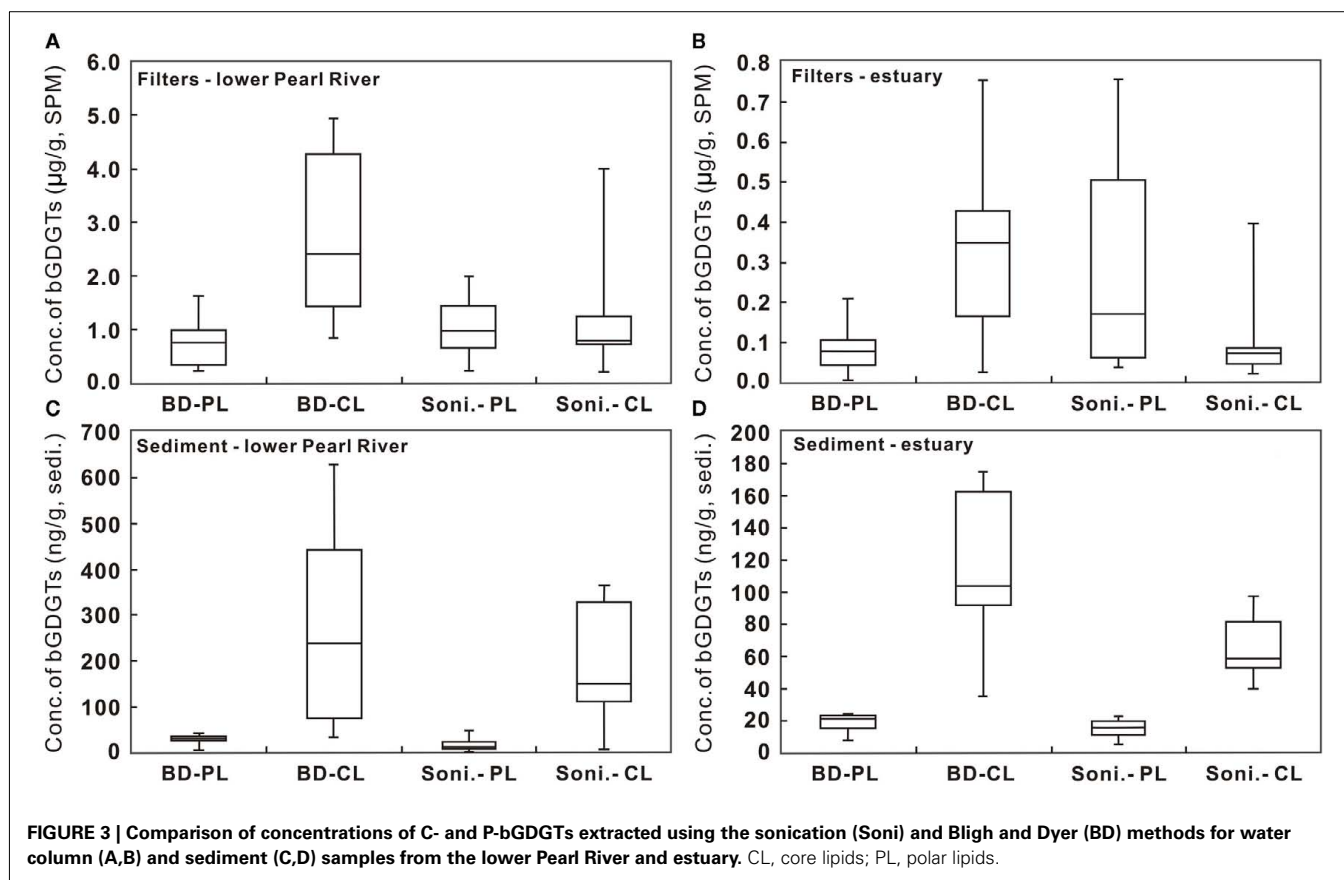 A
Filters - lower Pearl River
Conc.of bGDGTs (µg/g, SPM)
6.0
5.0
4.0
3.0
2.0
1.0
0.0
BD-PL BD-CL Soni.-PL Soni.-CL
B
Filters - estuary
Conc. of bGDGTs (µg/g, SPM)
0.8
0.7
0.6
0.5
0.4
0.3
0.2
0.1
0.0
BD-PL BD-CL Soni.-PL Soni.-CL
C
Sediment - lower Pearl River
Conc.of bGDGTs (ng/g, sedi.)
700
600
500
400
300
200
100
0
BD-PL BD-CL Soni.-PL Soni.-CL
D
Sediment - estuary
Conc.of bGDGTs (ng/g, sedi.)
200
180
160
140
120
100
80
60
40
20
0
BD-PL BD-CL Soni.-PL Soni.-CL
FIGURE 3 | Comparison of concentrations of C- and P-bGDGTs extracted using the sonication (Soni) and Bligh and Dyer (BD) methods for water
column (A,B) and sediment (C,D) samples from the lower Pearl River and estuary. CL, core lipids; PL, polar lipids.